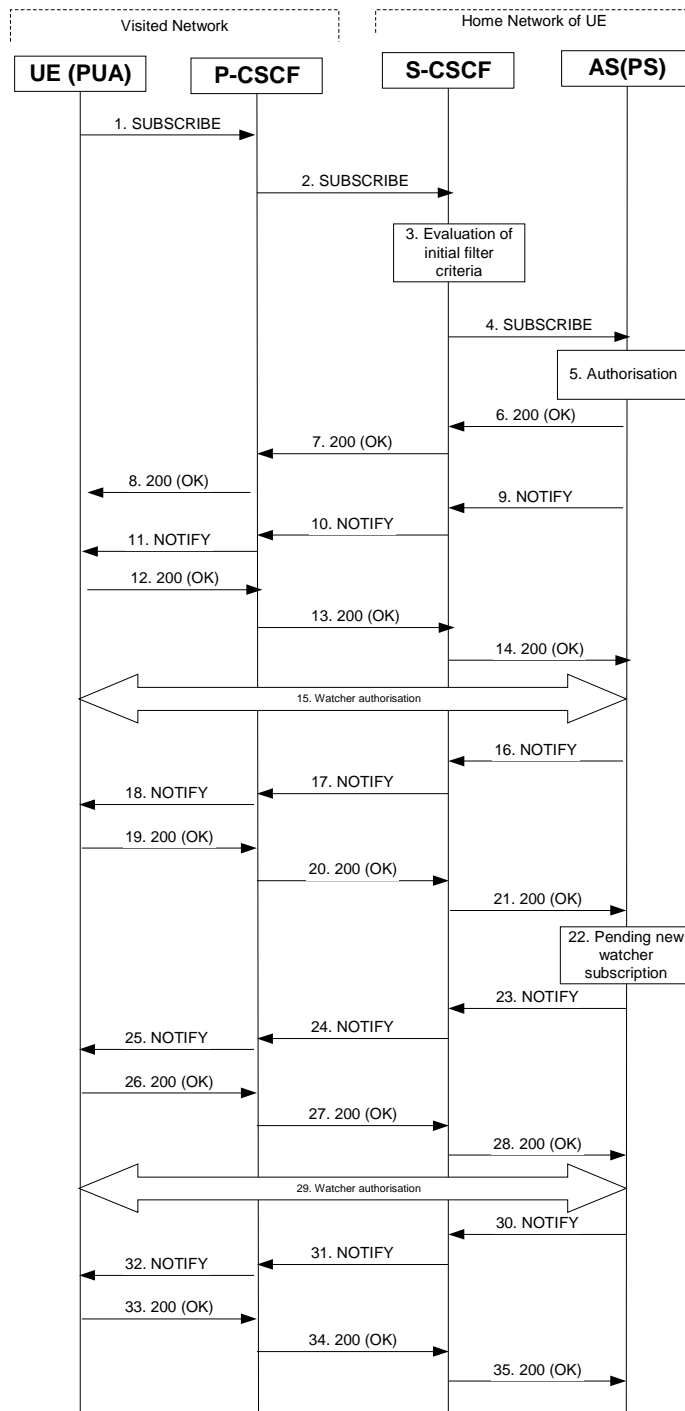 Visited Network
Home Network of UE
UE (PUA)
P-CSCF
S-CSCF
AS(PS)
1. SUBSCRIBE
2. SUBSCRIBE
3. Evaluation of
initial filter
criteria
4. SUBSCRIBE
5. Authorisation
6. 200 (OK)
7. 200 (OK)
8. 200 (OK)
9. NOTIFY
10. NOTIFY
11. NOTIFY
12. 200 (OK)
13. 200 (OK)
14. 200 (OK)
15. Watcher authorisation
16. NOTIFY
17. NOTIFY
18. NOTIFY
19. 200 (OK)
20. 200 (OK)
21. 200 (OK)
22. Pending new
watcher
subscription
23. NOTIFY
24. NOTIFY
25. NOTIFY
26. 200 (OK)
27. 200 (OK)
28. 200 (OK)
29. Watcher authorisation
30. NOTIFY
31. NOTIFY
32. NOTIFY
33. 200 (OK)
34. 200 (OK)
35. 200 (OK)